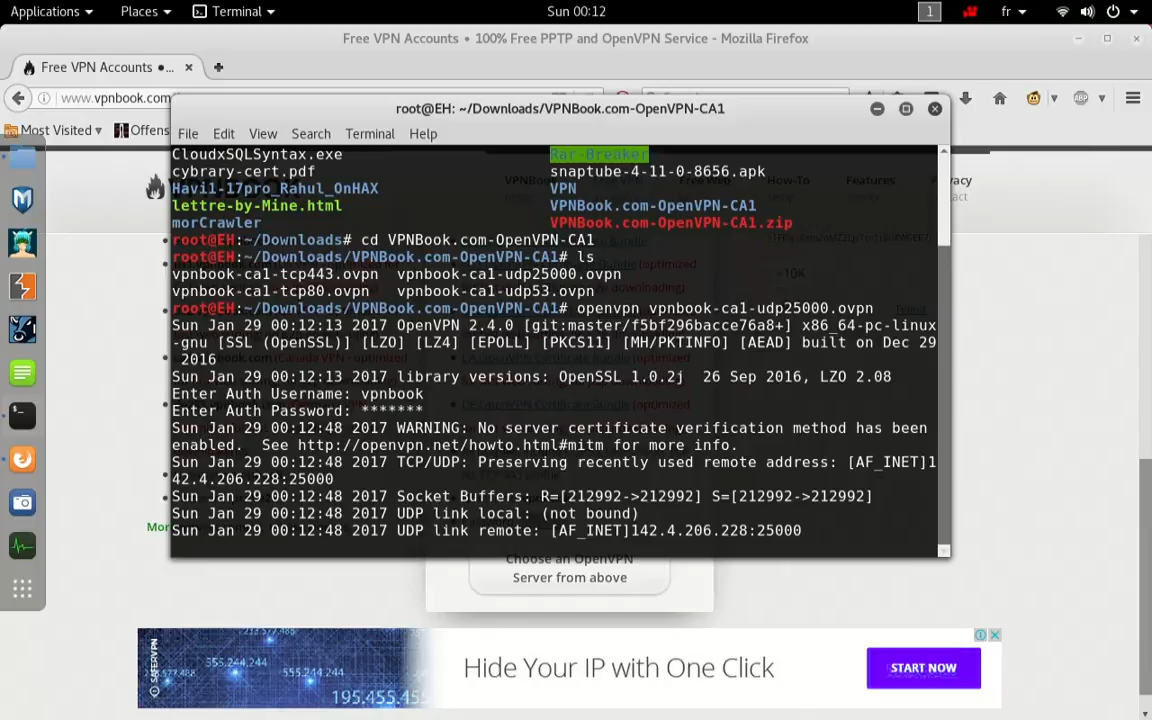 Applications
Places
Terminal
Sun 00:12
1
fr
Free VPN Accounts • 100% Free PPTP and OpenVPN Service - Mozilla Firefox
Free VPN Accounts •...
www.vpnbook.com
root@EH: ~/Downloads/VPNBook.com-OpenVPN-CA1
Most Visited
Offens
File Edit View Search Terminal Help
CloudxSQLSyntax.exe Rar-Breaker
cybrary-cert.pdf snaptube-4-11-0-8656.apk
Havi1-17pro_Rahul_OnHAX VPN
lettre-by-Mine.html VPNBook.com-OpenVPN-CA1
morCrawler VPNBook.com-OpenVPN-CA1.zip
root@EH:~/Downloads# cd VPNBook.com-OpenVPN-CA1
root@EH:~/Downloads/VPNBook.com-OpenVPN-CA1# ls
vpnbook-ca1-tcp443.ovpn vpnbook-ca1-udp25000.ovpn
vpnbook-ca1-tcp80.ovpn vpnbook-ca1-udp53.ovpn
root@EH:~/Downloads/VPNBook.com-OpenVPN-CA1# openvpn vpnbook-ca1-udp25000.ovpn
Sun Jan 29 00:12:13 2017 OpenVPN 2.4.0 [git:master/f5bf296bacce76a8+] x86_64-pc-linux
-gnu [SSL (OpenSSL)] [LZO] [LZ4] [EPOLL] [PKCS11] [MH/PKTINFO] [AEAD] built on Dec 29
2016
Sun Jan 29 00:12:13 2017 library versions: OpenSSL 1.0.2j  26 Sep 2016, LZO 2.08
Enter Auth Username: vpnbook
Enter Auth Password: *******
Sun Jan 29 00:12:48 2017 WARNING: No server certificate verification method has been
enabled.  See http://openvpn.net/howto.html#mitm for more info.
Sun Jan 29 00:12:48 2017 TCP/UDP: Preserving recently used remote address: [AF_INET]1
42.4.206.228:25000
Sun Jan 29 00:12:48 2017 Socket Buffers: R=[212992->212992] S=[212992->212992]
Sun Jan 29 00:12:48 2017 UDP link local: (not bound)
Sun Jan 29 00:12:48 2017 UDP link remote: [AF_INET]142.4.206.228:25000
Choose an OpenVPN
Server from above
SAFERVPN
555.244.244
555.244
195.455.455
Hide Your IP with One Click
START NOW